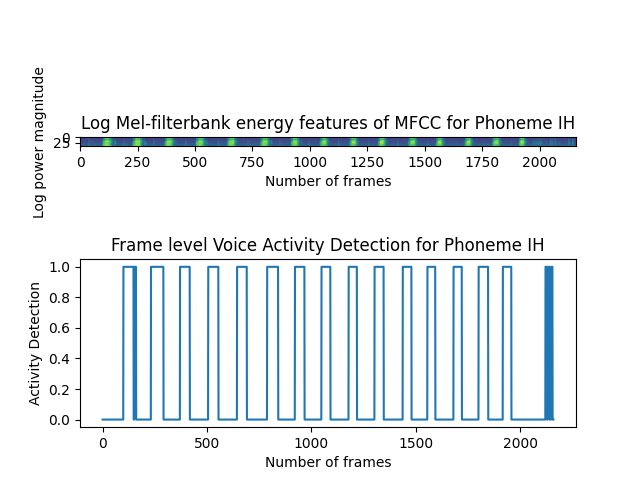 Log Mel-filterbank energy features of MFCC for Phoneme IH
Log power magnitude
0
25
0 250 500 750 1000 1250 1500 1750 2000
Number of frames
Frame level Voice Activity Detection for Phoneme IH
Activity Detection
1.0
0.8
0.6
0.4
0.2
0.0
0 500 1000 1500 2000
Number of frames